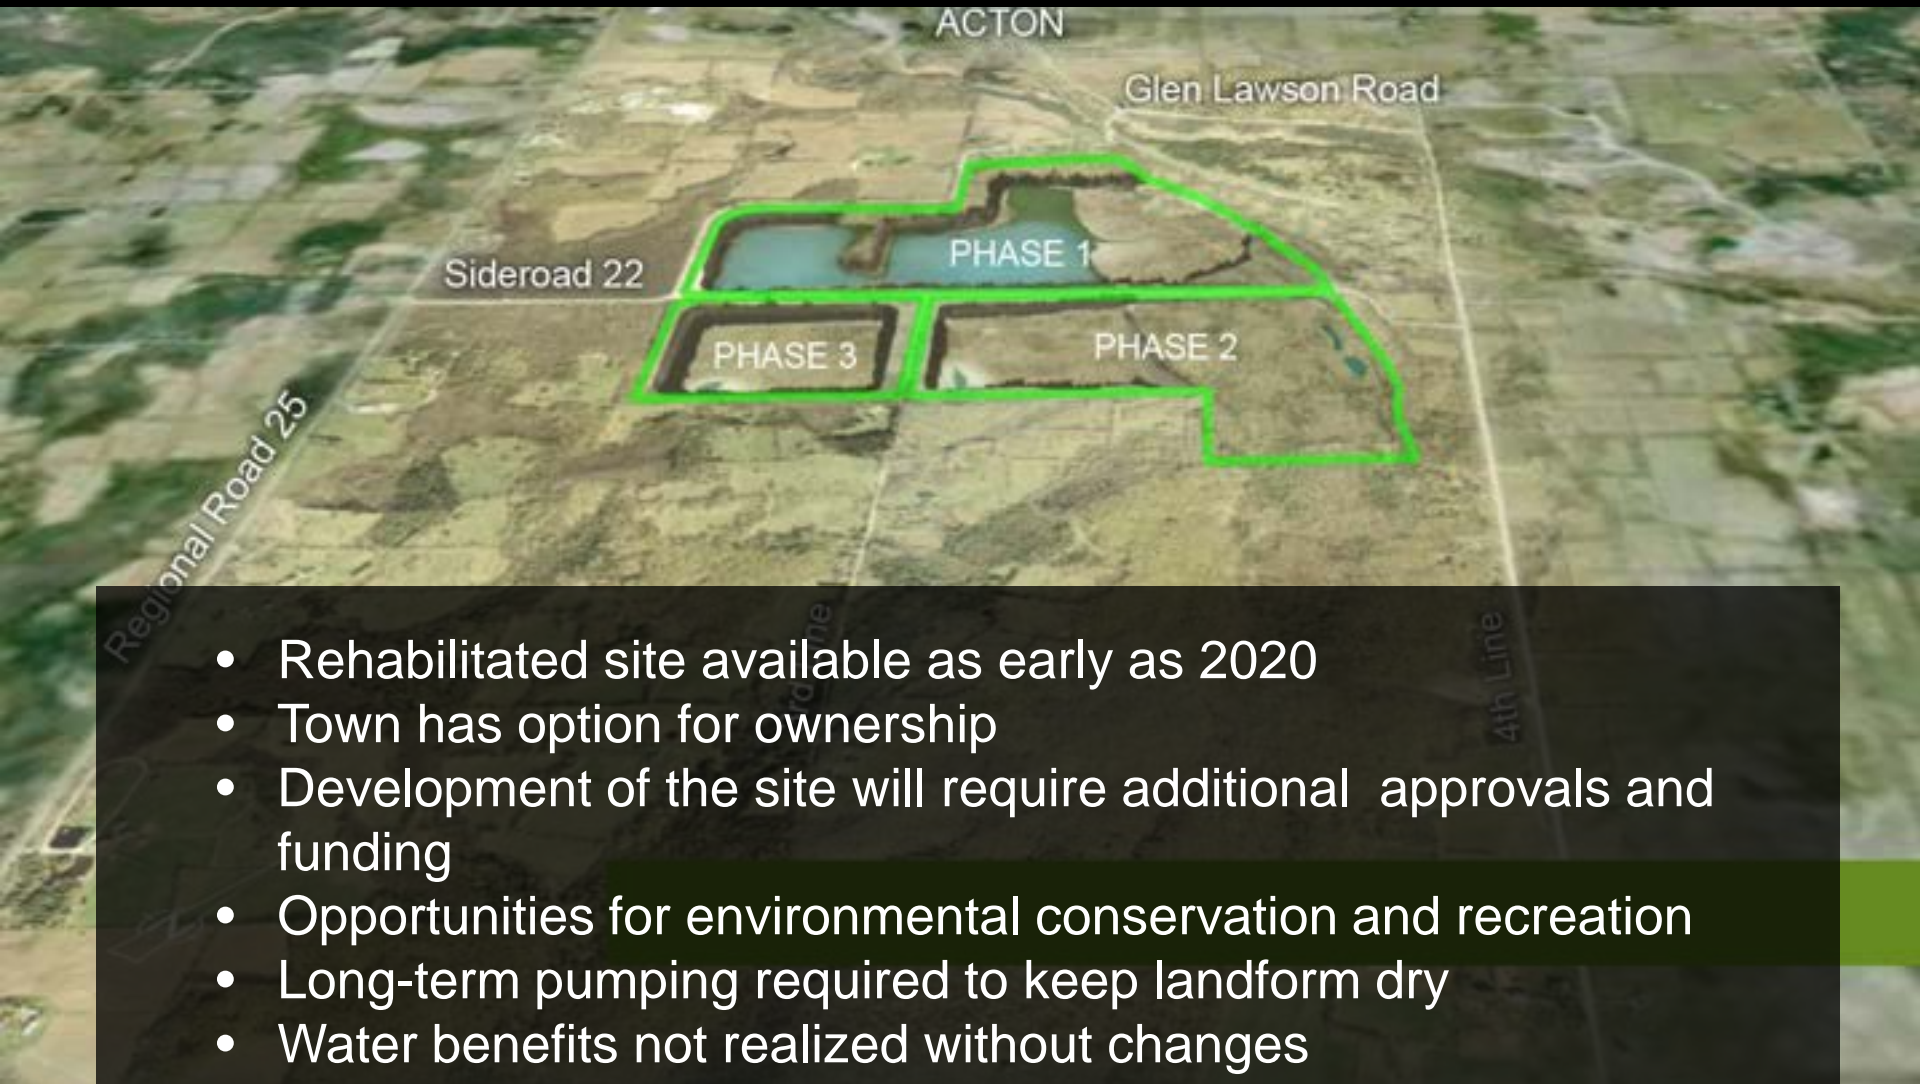 ACTON
Glen Lawson Road
PHASE 1
Sideroad 22
PHASE 2
PHASE 3
Regional Road 25
4th Line
• Rehabilitated site available as early as 2020
• Town has option for ownership
• Development of the site will require additional  approvals and
funding
• Opportunities for environmental conservation and recreation
• Long-term pumping required to keep landform dry
• Water benefits not realized without changes